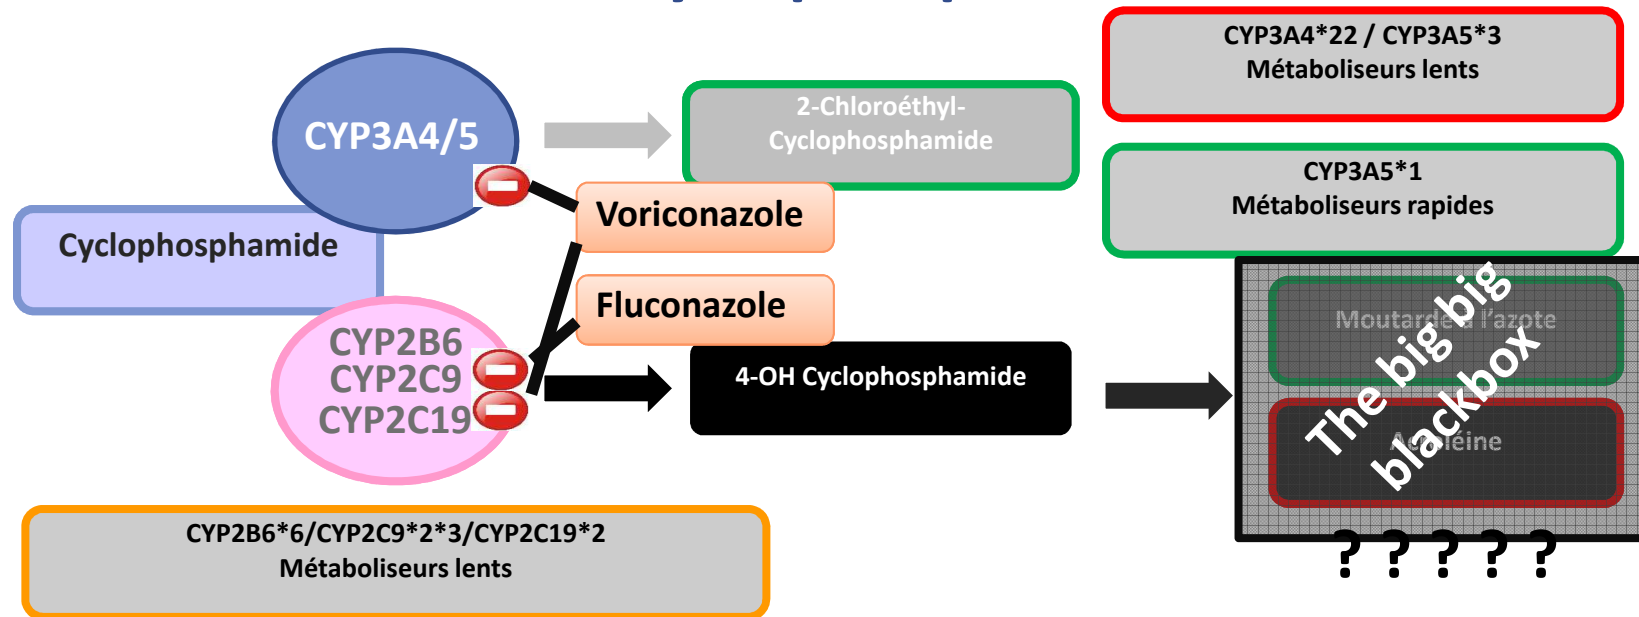 CYP3A4*22 / CYP3A5*3
Métaboliseurs lents
CYP3A4/5
2-Chloroéthyl-
Cyclophosphamide
CYP3A5*1
Métaboliseurs rapides
Voriconazole
Cyclophosphamide
Fluconazole
CYP2B6
CYP2C9
CYP2C19
4-OH Cyclophosphamide
Moutarde à l'azote
Acroléine
The big big
blackbox
? ? ? ? ?
CYP2B6*6/CYP2C9*2*3/CYP2C19*2
Métaboliseurs lents